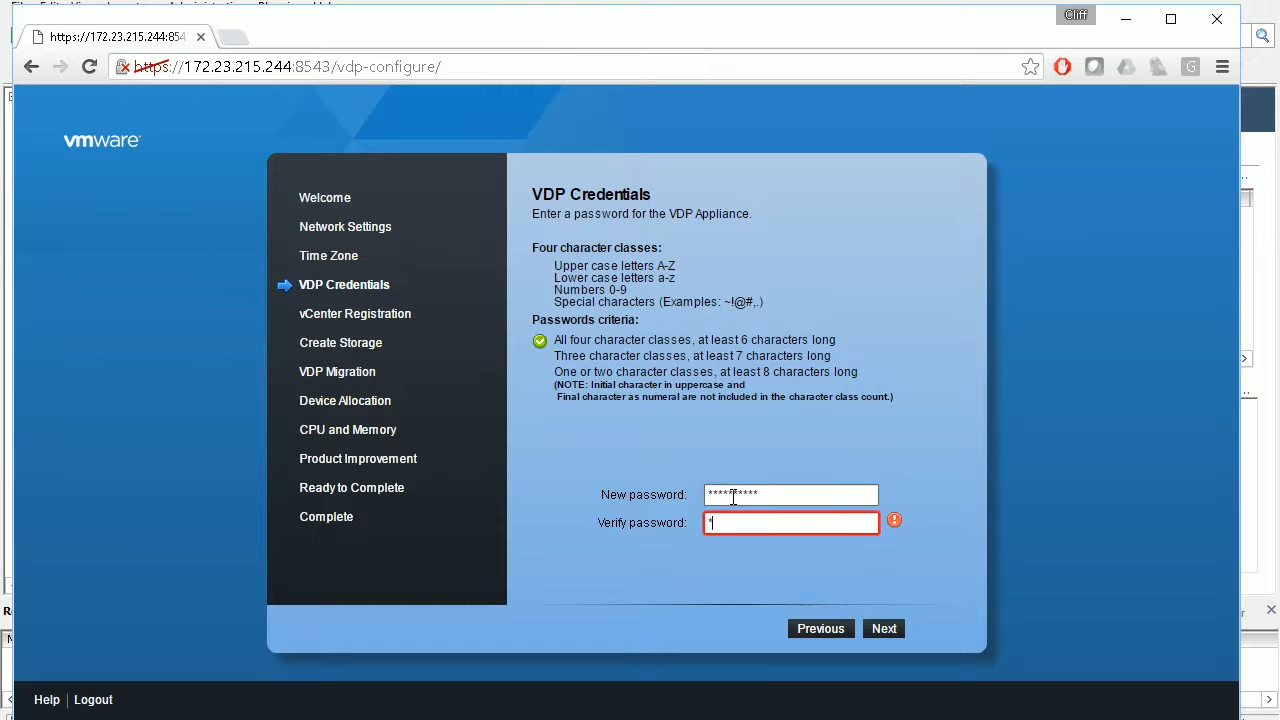 Cliff
https://172.23.215.244:854
https://172.23.215.244:8543/vdp-configure/
vmware
Welcome
Network Settings
Time Zone
VDP Credentials
vCenter Registration
Create Storage
VDP Migration
Device Allocation
CPU and Memory
Product Improvement
Ready to Complete
Complete
VDP Credentials
Enter a password for the VDP Appliance.
Four character classes:
Upper case letters A-Z
Lower case letters a-z
Numbers 0-9
Special characters (Examples: ~!@#,.)
Passwords criteria:
All four character classes, at least 6 characters long
Three character classes, at least 7 characters long
One or two character classes, at least 8 characters long
(NOTE: Initial character in uppercase and
Final character as numeral are not included in the character class count.)
New password: **********
Verify password: *
Previous Next
Help | Logout